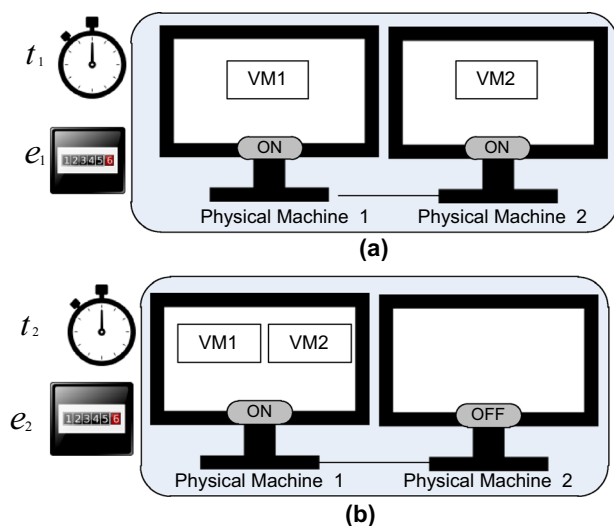 t1
VM1
VM2
e1
123456
ON
ON
Physical Machine 1
Physical Machine 2
(a)
t2
VM1
VM2
e2
123456
ON
OFF
Physical Machine 1
Physical Machine 2
(b)